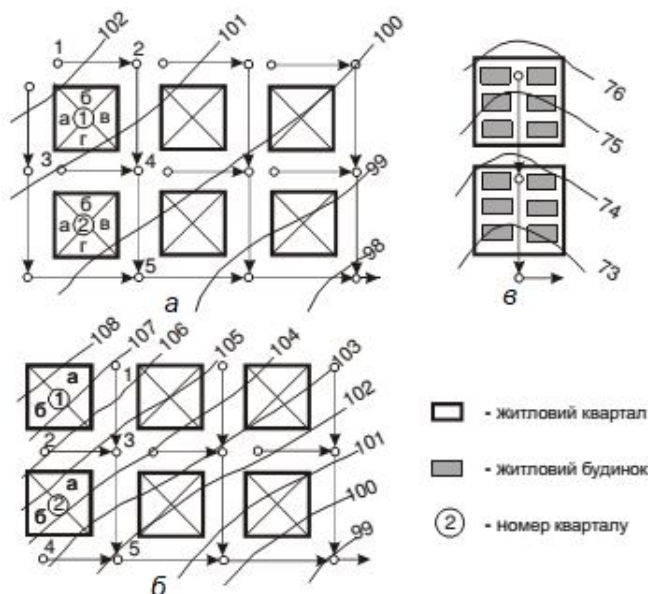 102
101
100
1
2
б
а
1
в
г
3
4
99
б
а
2
в
г
98
5
а
76
75
74
73
в
108
107
106
105
104
103
а
1
б
1
102
2
3
101
а
б
2
100
4
5
99
б
- житловий квартал
- житловий будинок
2 - номер кварталу